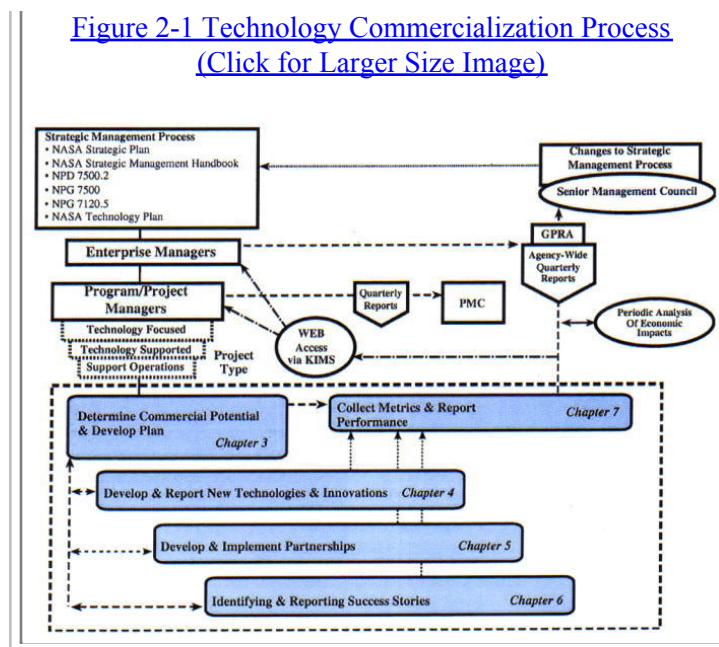 Figure 2-1 Technology Commercialization Process
(Click for Larger Size Image)
Strategic Management Process
• NASA Strategic Plan
• NASA Strategic Management Handbook
• NPD 7500.2
• NPG 7500
• NPG 7120.5
• NASA Technology Plan
Changes to Strategic
Management Process
Senior Management Council
GPRA
Agency-Wide
Quarterly
Reports
Enterprise Managers
Program/Project
Managers
Quarterly
Reports
PMC
Periodic Analysis
Of Economic
Impacts
Technology Focused
Technology Supported
Support Operations
Project
Type
WEB
Access
via KIMS
Determine Commercial Potential
& Develop Plan
Chapter 3
Collect Metrics & Report
Performance
Chapter 7
Develop & Report New Technologies & Innovations Chapter 4
Develop & Implement Partnerships Chapter 5
Identifying & Reporting Success Stories Chapter 6